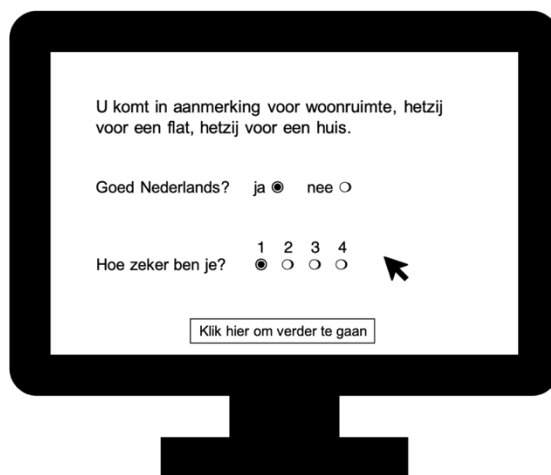 U komt in aanmerking voor woonruimte, hetzij
voor een flat, hetzij voor een huis.
Goed Nederlands? ja nee
1 2 3 4
Hoe zeker ben je?
Klik hier om verder te gaan